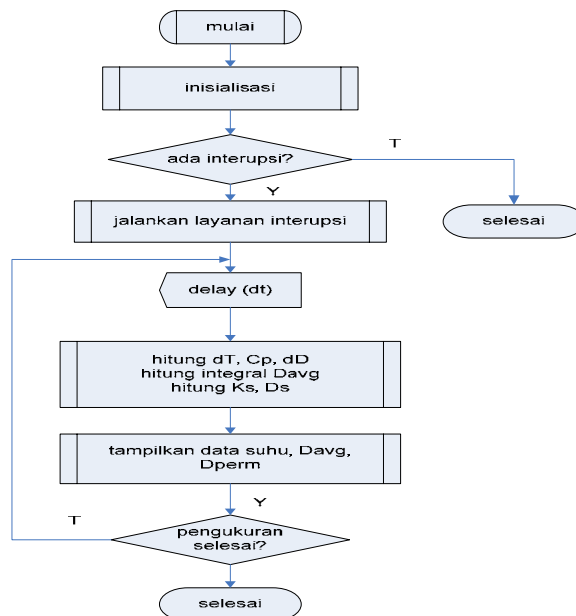 mulai
inisialisasi
ada interupsi?
T
Y
jalankan layanan interupsi
selesai
delay (dt)
hitung dT, Cp, dD
hitung integral Davg
hitung Ks, Ds
tampilkan data suhu, Davg,
Dperm
Y
T
pengukuran
selesai?
selesai